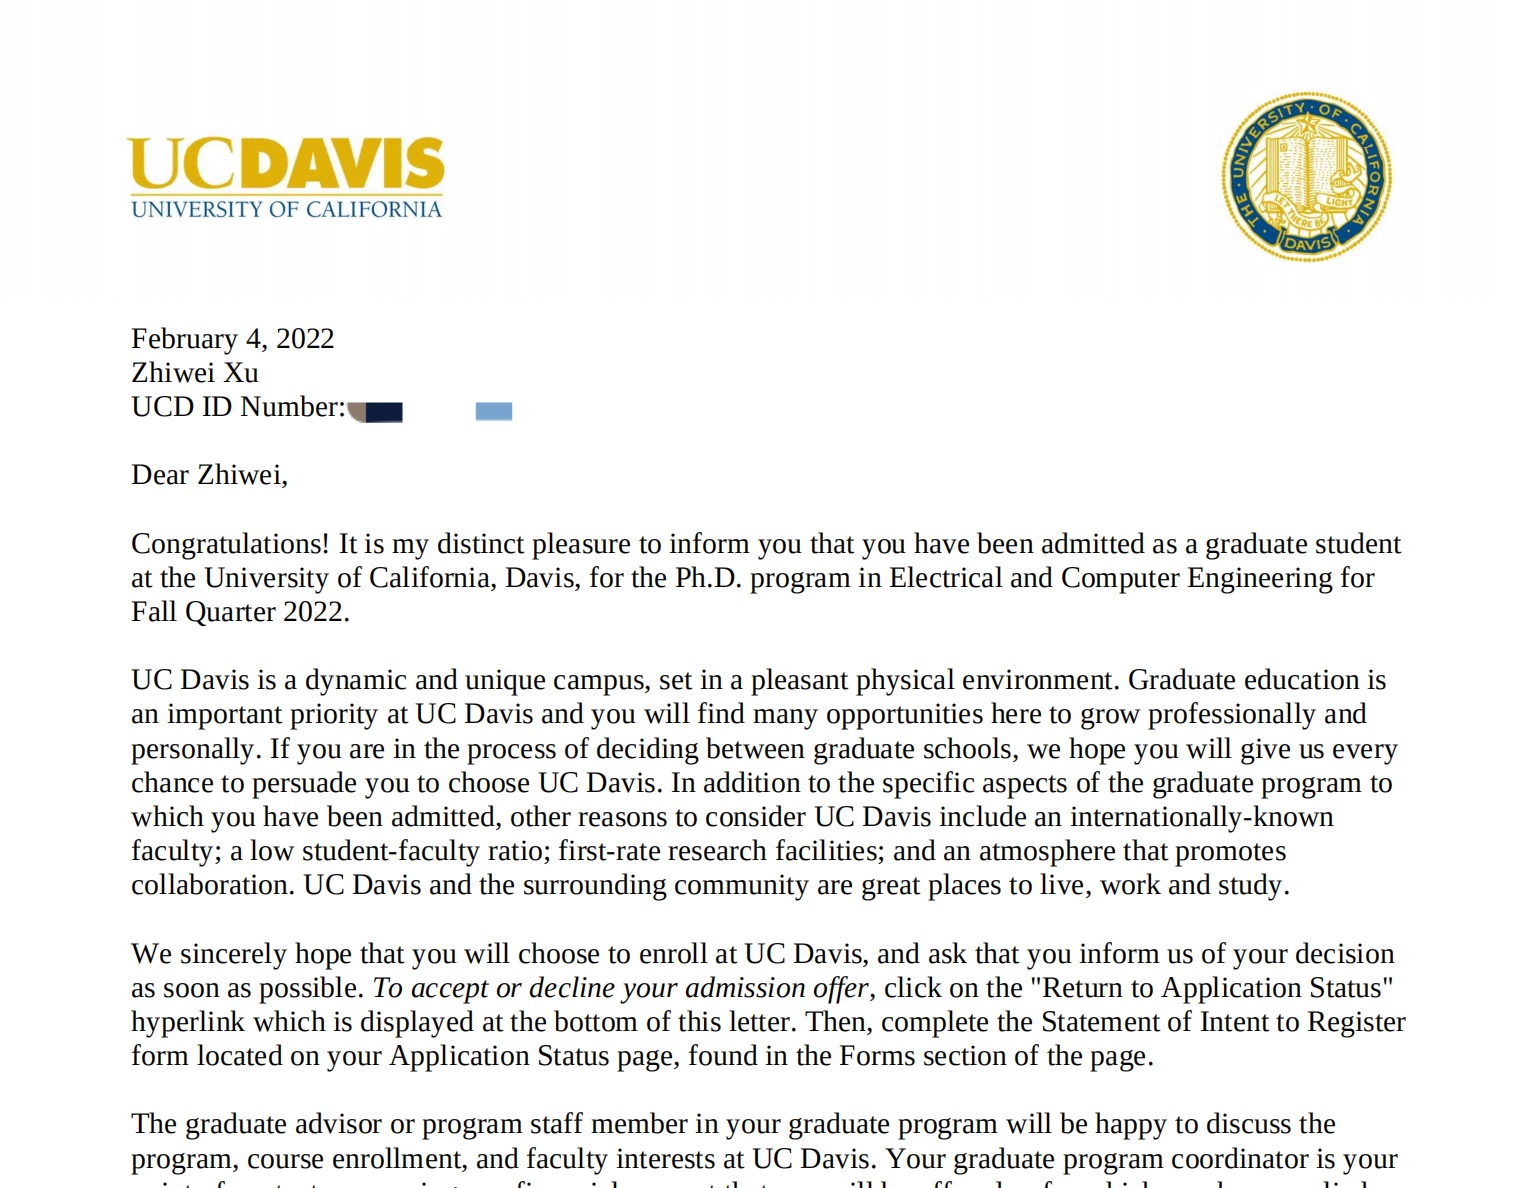 UCDAVIS
UNIVERSITY OF CALIFORNIA
THE · UNIVERSITY · OF · CALIFORNIA
LET THERE BE LIGHT
DAVIS
February 4, 2022
Zhiwei Xu
UCD ID Number:
Dear Zhiwei,
Congratulations! It is my distinct pleasure to inform you that you have been admitted as a graduate student
at the University of California, Davis, for the Ph.D. program in Electrical and Computer Engineering for
Fall Quarter 2022.
UC Davis is a dynamic and unique campus, set in a pleasant physical environment. Graduate education is
an important priority at UC Davis and you will find many opportunities here to grow professionally and
personally. If you are in the process of deciding between graduate schools, we hope you will give us every
chance to persuade you to choose UC Davis. In addition to the specific aspects of the graduate program to
which you have been admitted, other reasons to consider UC Davis include an internationally-known
faculty; a low student-faculty ratio; first-rate research facilities; and an atmosphere that promotes
collaboration. UC Davis and the surrounding community are great places to live, work and study.
We sincerely hope that you will choose to enroll at UC Davis, and ask that you inform us of your decision
as soon as possible. To accept or decline your admission offer, click on the "Return to Application Status"
hyperlink which is displayed at the bottom of this letter. Then, complete the Statement of Intent to Register
form located on your Application Status page, found in the Forms section of the page.
The graduate advisor or program staff member in your graduate program will be happy to discuss the
program, course enrollment, and faculty interests at UC Davis. Your graduate program coordinator is your